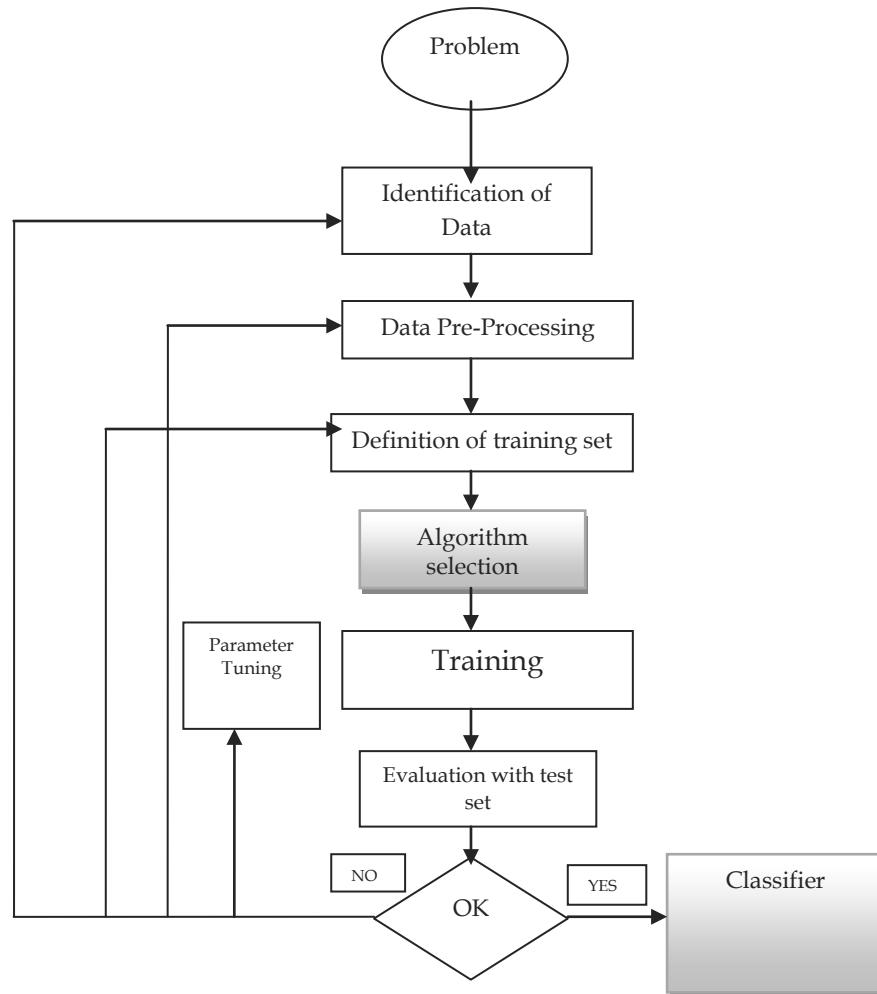 Problem
Identification of
Data
Data Pre-Processing
Definition of training set
Algorithm
selection
Parameter
Tuning
Training
Evaluation with test
set
NO
OK
YES
Classifier